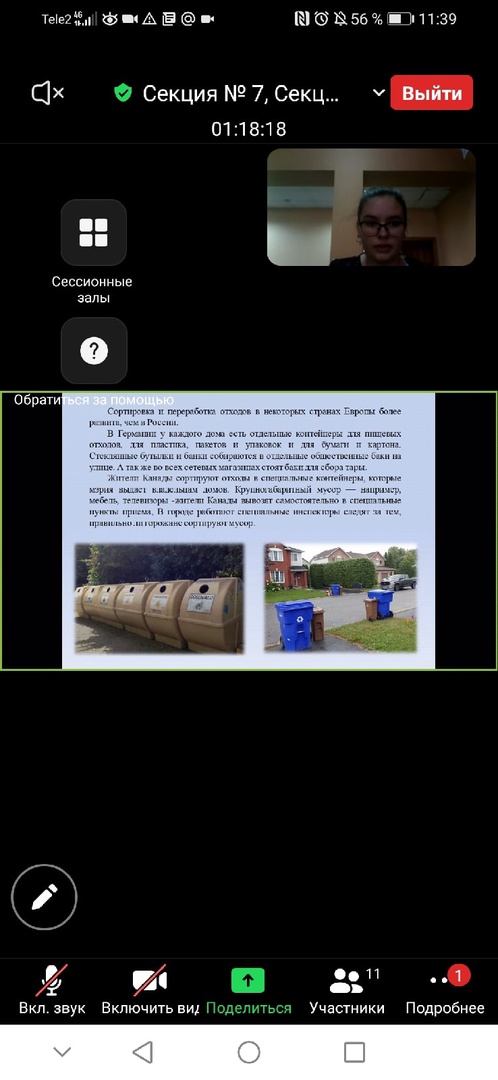 Tele2 4G 56 % 11:39
Секция № 7, Секц...
Выйти
01:18:18
Сессионные
залы
?
Обратиться за помощью
Сортировка и переработка отходов в некоторых странах Европы более
развита, чем в России.
В Германии у каждого дома есть отдельные контейнеры для пищевых
отходов, для пластика, пакетов и упаковок и для бумаги и картона.
Стеклянные бутылки и банки собираются в отдельные общественные баки на
улице. А так же во всех сетевых магазинах стоят баки для сбора тары.
Жители Канады сортируют отходы в специальные контейнеры, которые
мэрия выдает владельцам домов. Крупногабаритный мусор — например,
мебель, телевизоры -жители Канады вывозят самостоятельно в специальные
пункты приема. В городе работают специальные инспекторы следят за тем,
правильно ли горожане сортируют мусор.
Вкл. звук
Включить вид
Поделиться
11
Участники
1
Подробнее